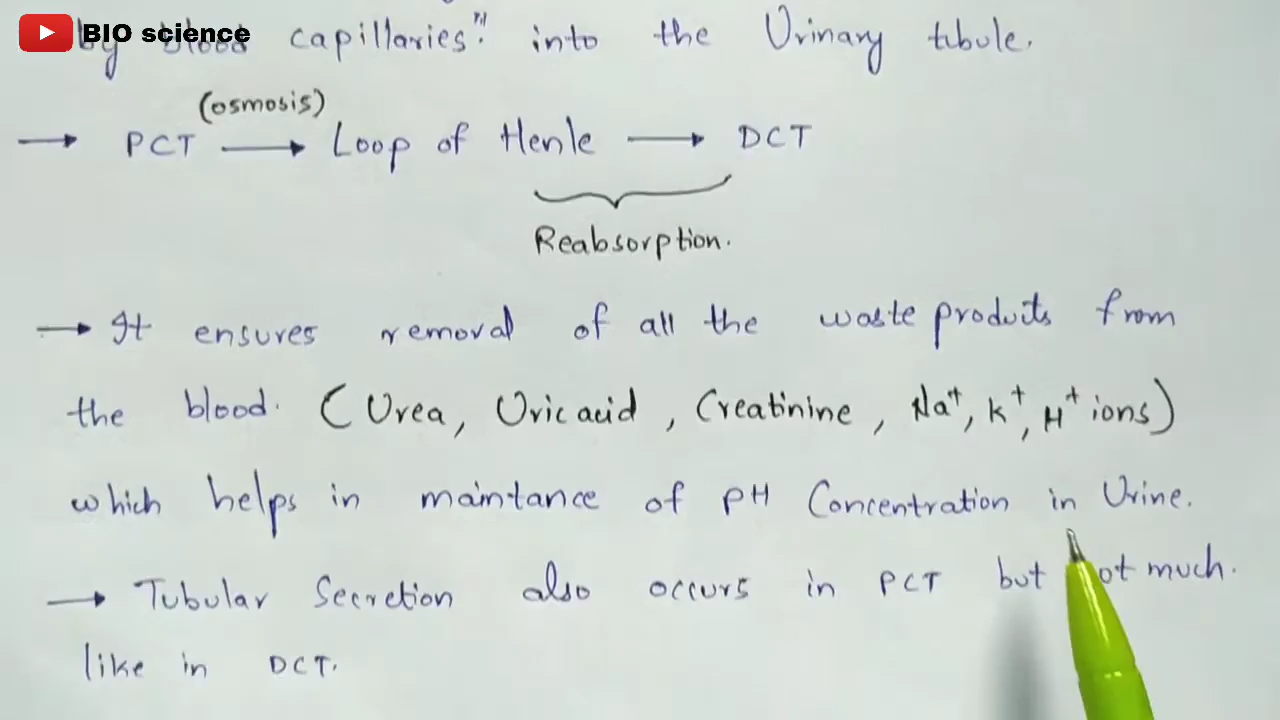 BIO science
by blood capillaries." into the Urinary tubule.
(osmosis)
→ PCT → Loop of Henle → DCT
Reabsorption.
→ It ensures removal of all the waste products from
the blood. (Urea, Uric acid, Creatinine, Na⁺, K⁺, H⁺ ions)
which helps in maintance of pH Concentration in Urine.
→ Tubular Secretion also occurs in PCT but not much.
like in DCT.